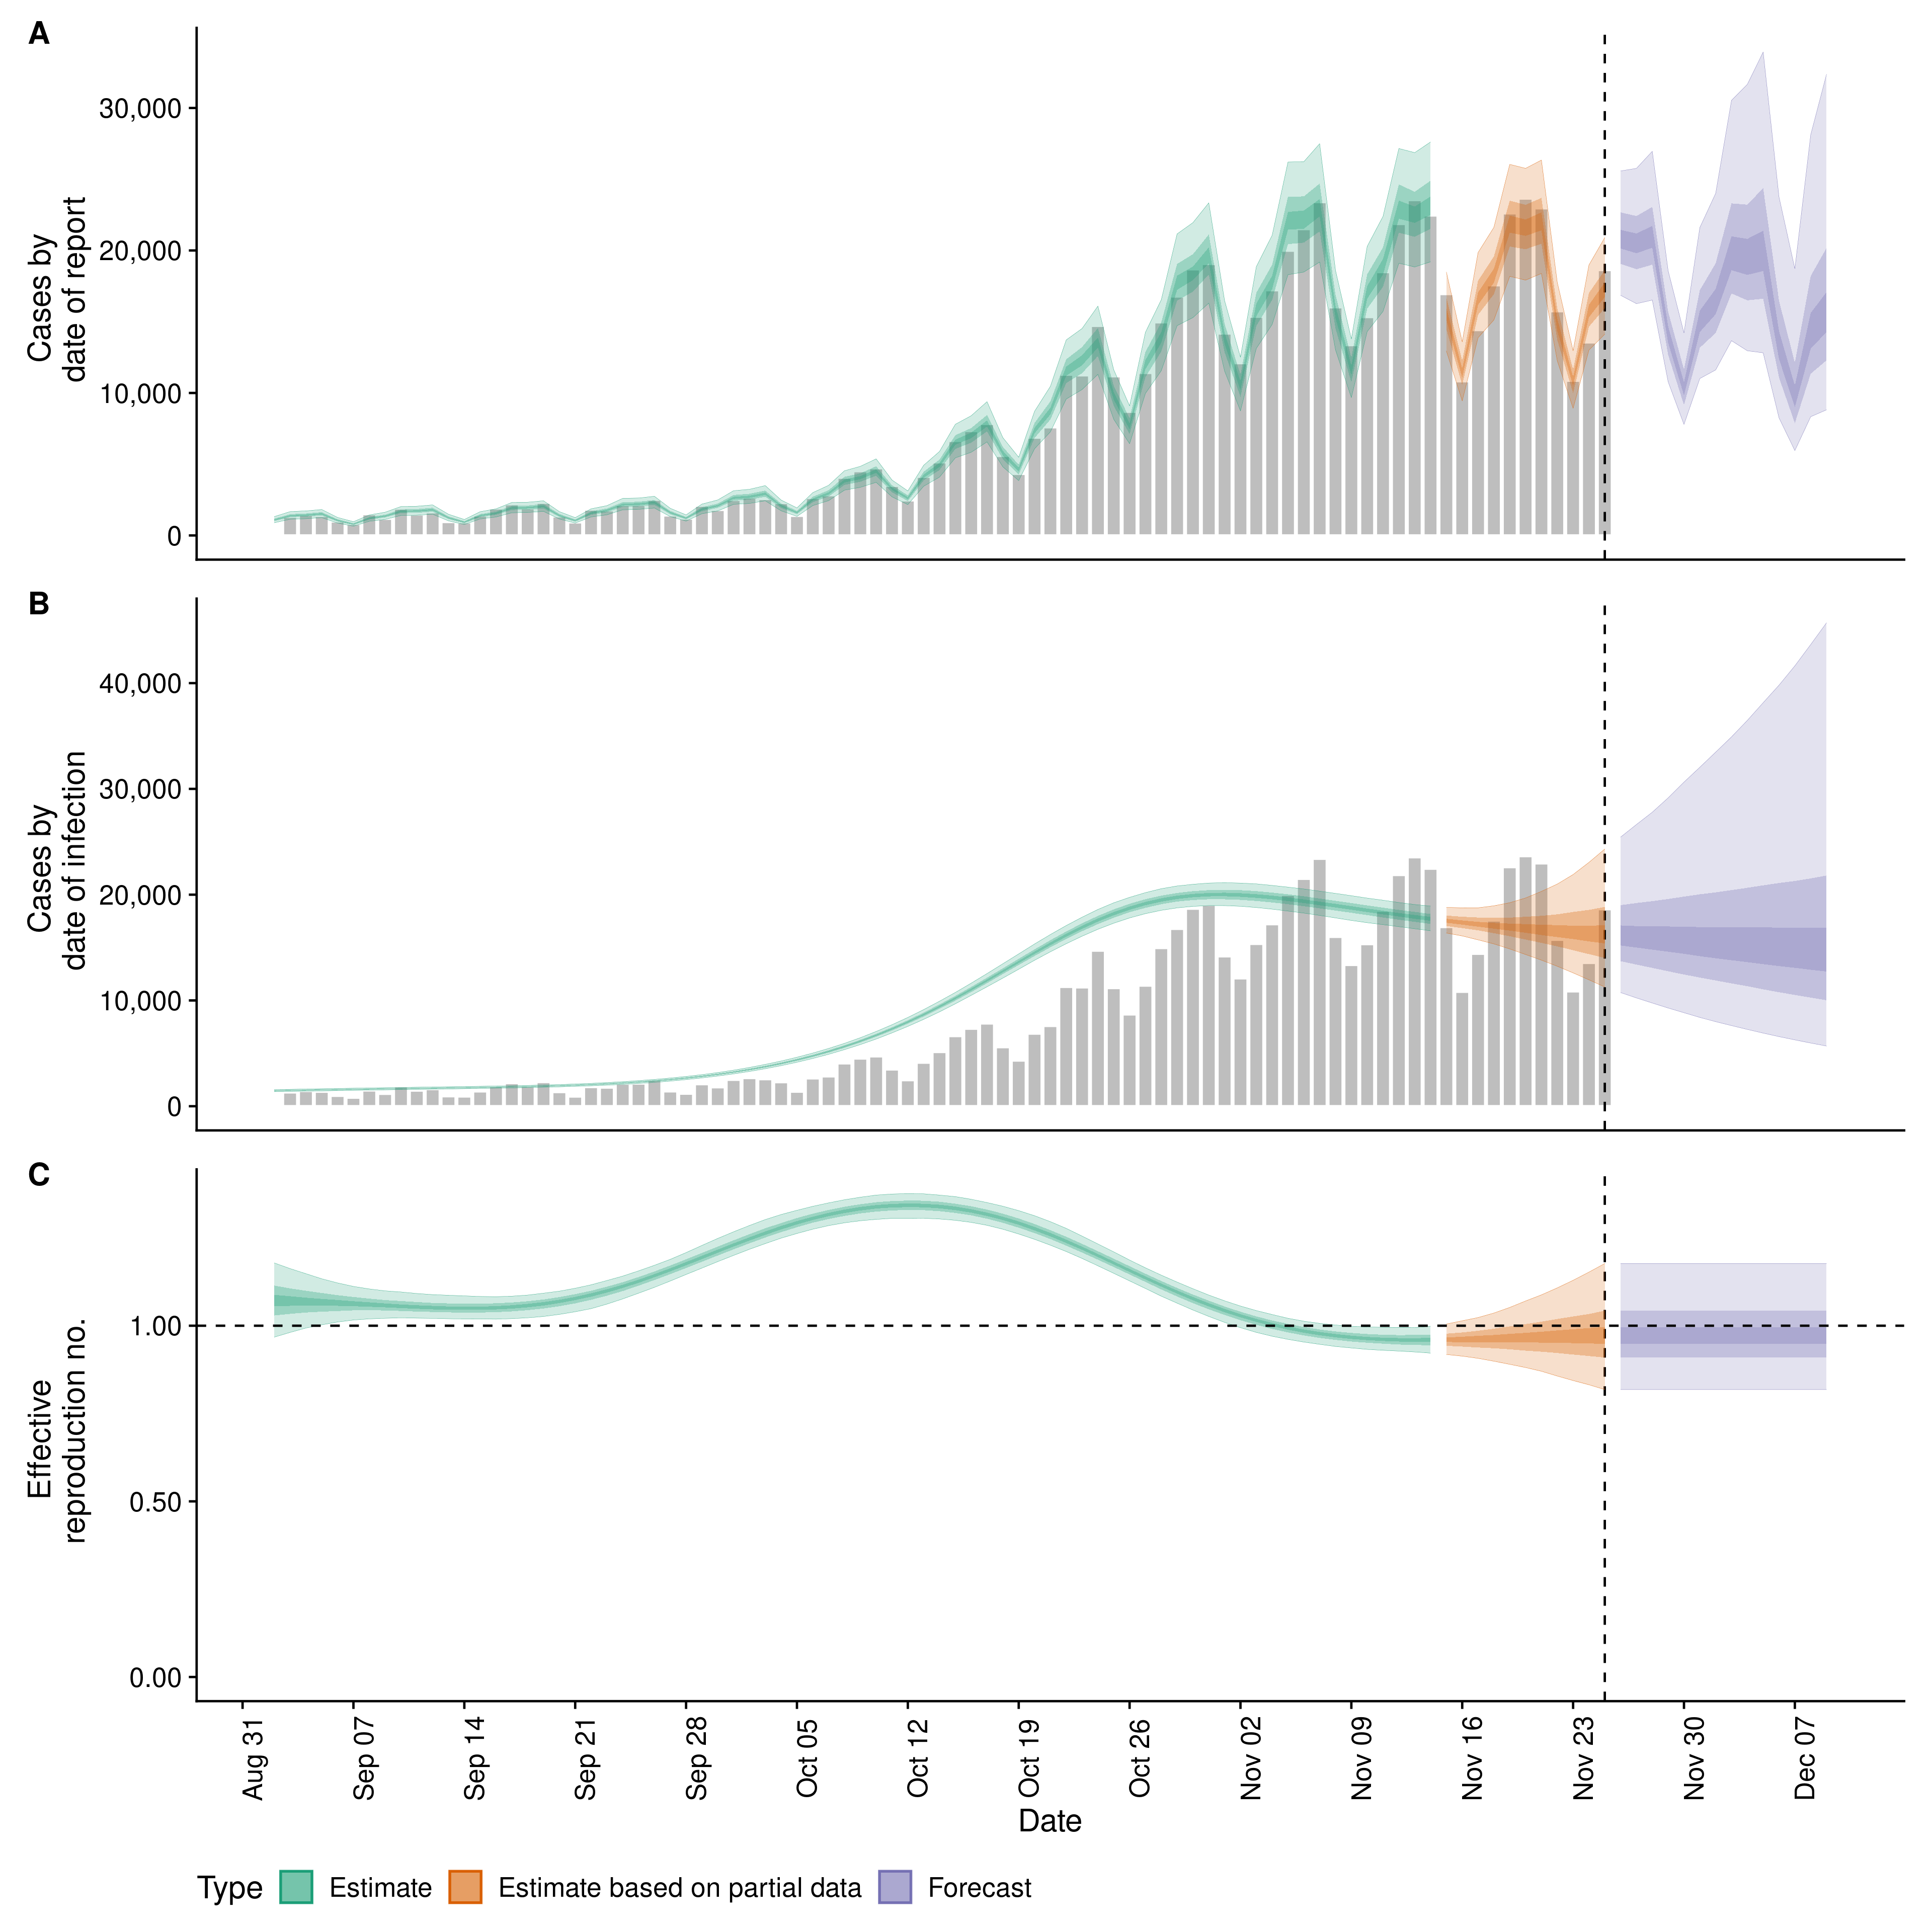 A
Cases by
date of report
30,000
20,000
10,000
0
B
Cases by
date of infection
40,000
30,000
20,000
10,000
0
C
Effective
reproduction no.
1.00
0.50
0.00
Aug 31
Sep 07
Sep 14
Sep 21
Sep 28
Oct 05
Oct 12
Oct 19
Oct 26
Nov 02
Nov 09
Nov 16
Nov 23
Nov 30
Dec 07
Date
Type Estimate Estimate based on partial data Forecast